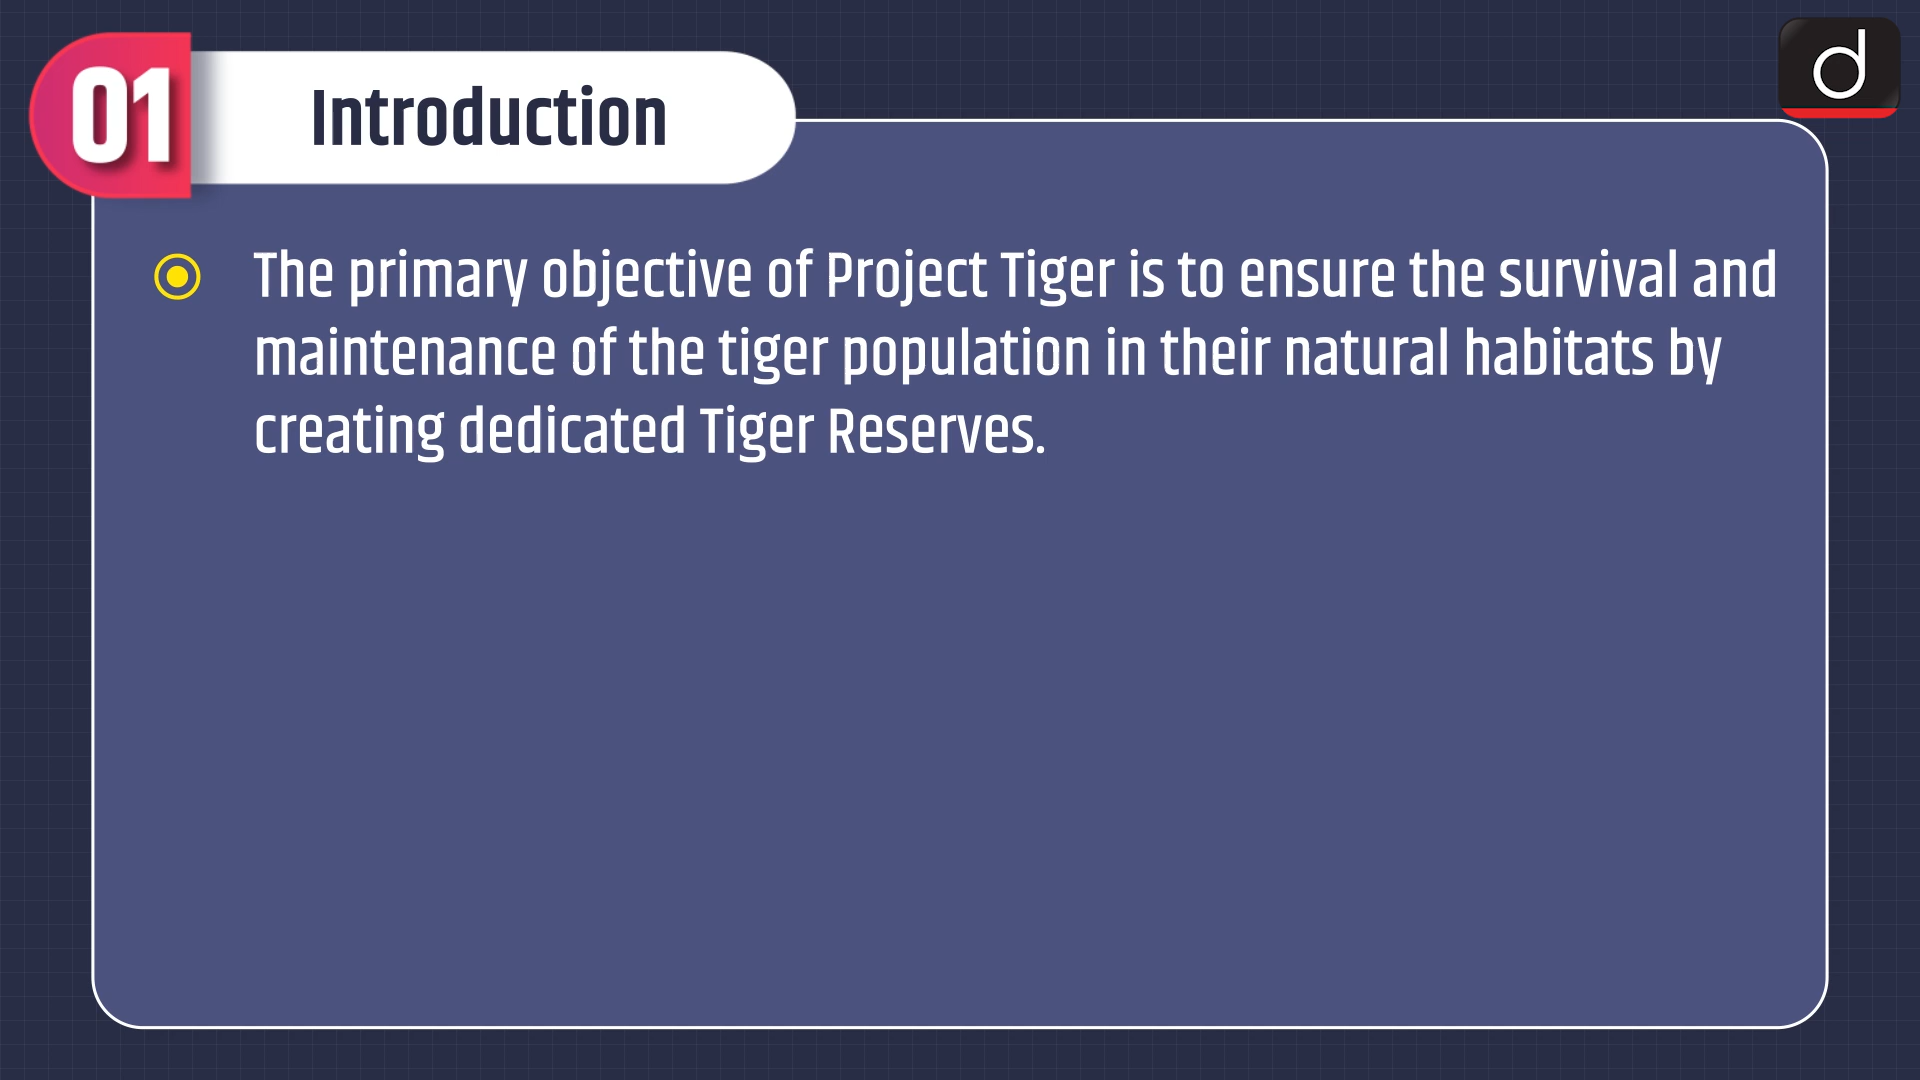 01
Introduction
d
The primary objective of Project Tiger is to ensure the survival and
maintenance of the tiger population in their natural habitats by
creating dedicated Tiger Reserves.